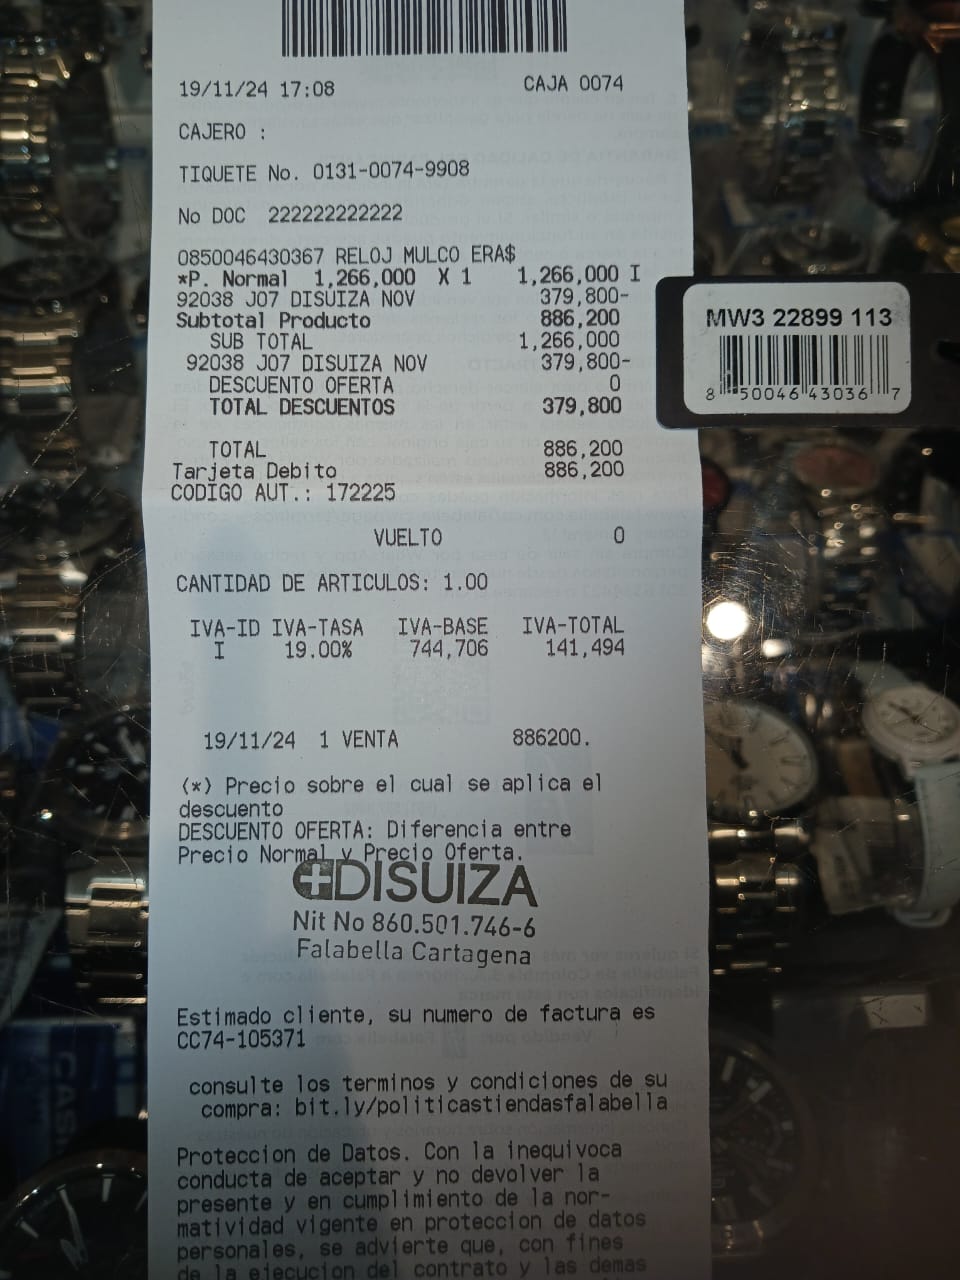 19/11/24 17:08 CAJA 0074
CAJERO :
TIQUETE No. 0131-0074-9908
No DOC 222222222222
0850046430367 RELOJ MULCO ERA$
*P. Normal 1,266,000 X 1 1,266,000 I
92038 J07 DISUIZA NOV 379,800-
Subtotal Producto 886,200
SUB TOTAL 1,266,000
92038 J07 DISUIZA NOV 379,800-
DESCUENTO OFERTA 0
TOTAL DESCUENTOS 379,800
TOTAL 886,200
Tarjeta Debito 886,200
CODIGO AUT.: 172225
VUELTO 0
CANTIDAD DE ARTICULOS: 1.00
IVA-ID IVA-TASA IVA-BASE IVA-TOTAL
I 19.00% 744,706 141,494
19/11/24 1 VENTA 886200.
(*) Precio sobre el cual se aplica el
descuento
DESCUENTO OFERTA: Diferencia entre
Precio Normal y Precio Oferta.
DISUIZA
Nit No 860.501.746-6
Falabella Cartagena
Estimado cliente, su numero de factura es
CC74-105371
consulte los terminos y condiciones de su
compra: bit.ly/politicastiendasfalabella
Proteccion de Datos. Con la inequivoca
conducta de aceptar y no devolver la
presente y en cumplimiento de la nor-
matividad vigente en proteccion de datos
personales, se advierte que, con fines
de la ejecucion del contrato y las demas
MW3 22899 113
8 50046 43036 7
CASIO